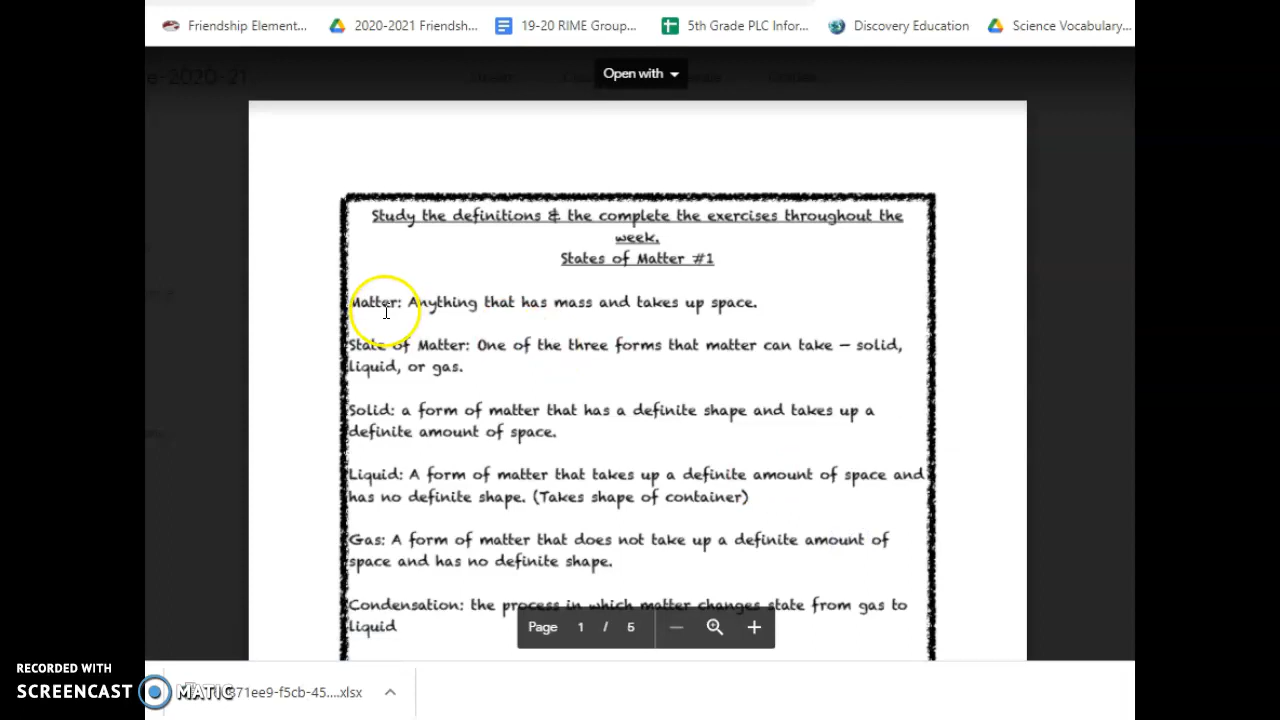 Friendship Element... 2020-2021 Friendsh... 19-20 RIME Group... 5th Grade PLC Infor... Discovery Education Science Vocabulary...
Open with
Study the definitions & the complete the exercises throughout the
week.
States of Matter #1
Matter: Anything that has mass and takes up space.
State of Matter: One of the three forms that matter can take – solid,
liquid, or gas.
Solid: a form of matter that has a definite shape and takes up a
definite amount of space.
Liquid: A form of matter that takes up a definite amount of space and
has no definite shape. (Takes shape of container)
Gas: A form of matter that does not take up a definite amount of
space and has no definite shape.
Condensation: the process in which matter changes state from gas to
liquid
Page 1 / 5
RECORDED WITH
SCREENCAST MATIC
871ee9-f5cb-45....xlsx